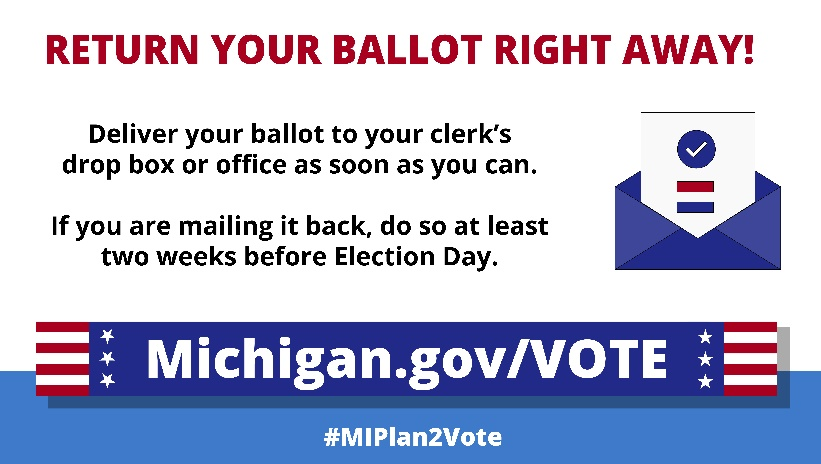 RETURN YOUR BALLOT RIGHT AWAY!
Deliver your ballot to your clerk's
drop box or office as soon as you can.
If you are mailing it back, do so at least
two weeks before Election Day.
Michigan.gov/VOTE
#MIPlan2Vote